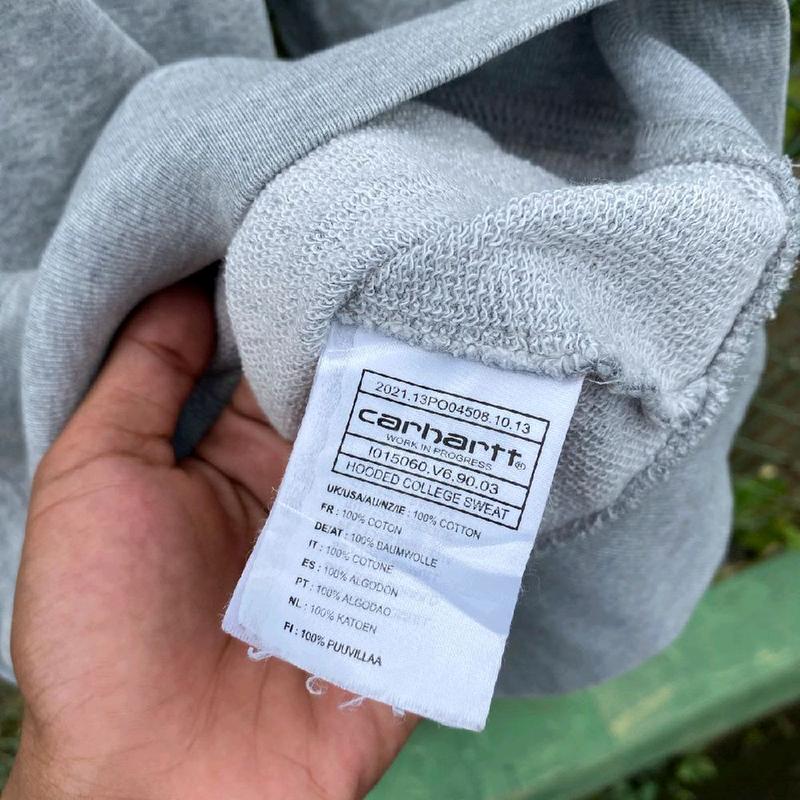 2021.13PO04508.10.13
carhartt®
WORK IN PROGRESS
I015060.V6.90.03
HOODED COLLEGE SWEAT
UK/USA/AU/NZ/IE : 100% COTTON
FR : 100% COTON
DE/AT : 100% BAUMWOLLE
IT : 100% COTONE
ES : 100% ALGODON
PT : 100% ALGODAO
NL : 100% KATOEN
FI : 100% PUUVILLAA